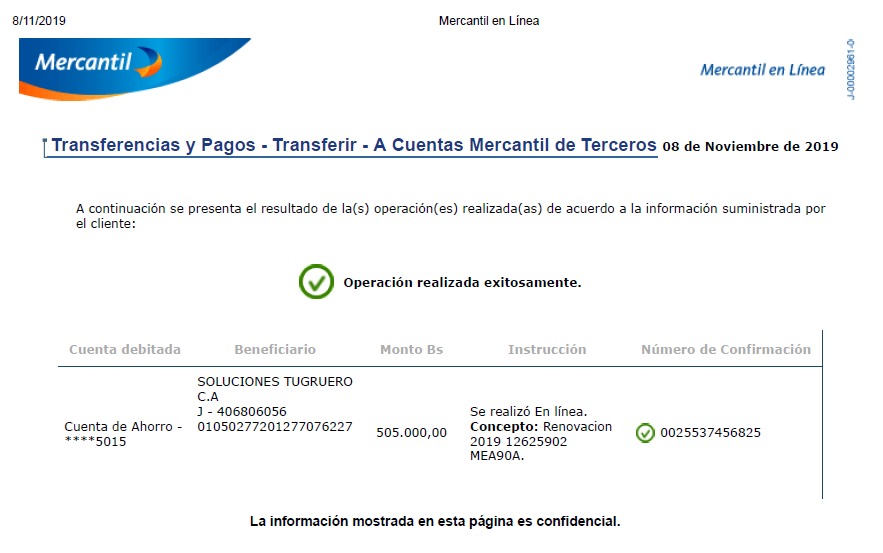 8/11/2019
Mercantil en Línea
Mercantil
Mercantil en Línea
J-00002961-0
Transferencias y Pagos - Transferir - A Cuentas Mercantil de Terceros 08 de Noviembre de 2019
A continuación se presenta el resultado de la(s) operación(es) realizada(as) de acuerdo a la información suministrada por
el cliente:
Operación realizada exitosamente.
Cuenta debitada Beneficiario Monto Bs Instrucción Número de Confirmación
Cuenta de Ahorro -
****5015
SOLUCIONES TUGRUERO
C.A
J - 406806056
01050277201277076227
505.000,00
Se realizó En línea.
Concepto: Renovacion
2019 12625902
MEA90A.
0025537456825
La información mostrada en esta página es confidencial.